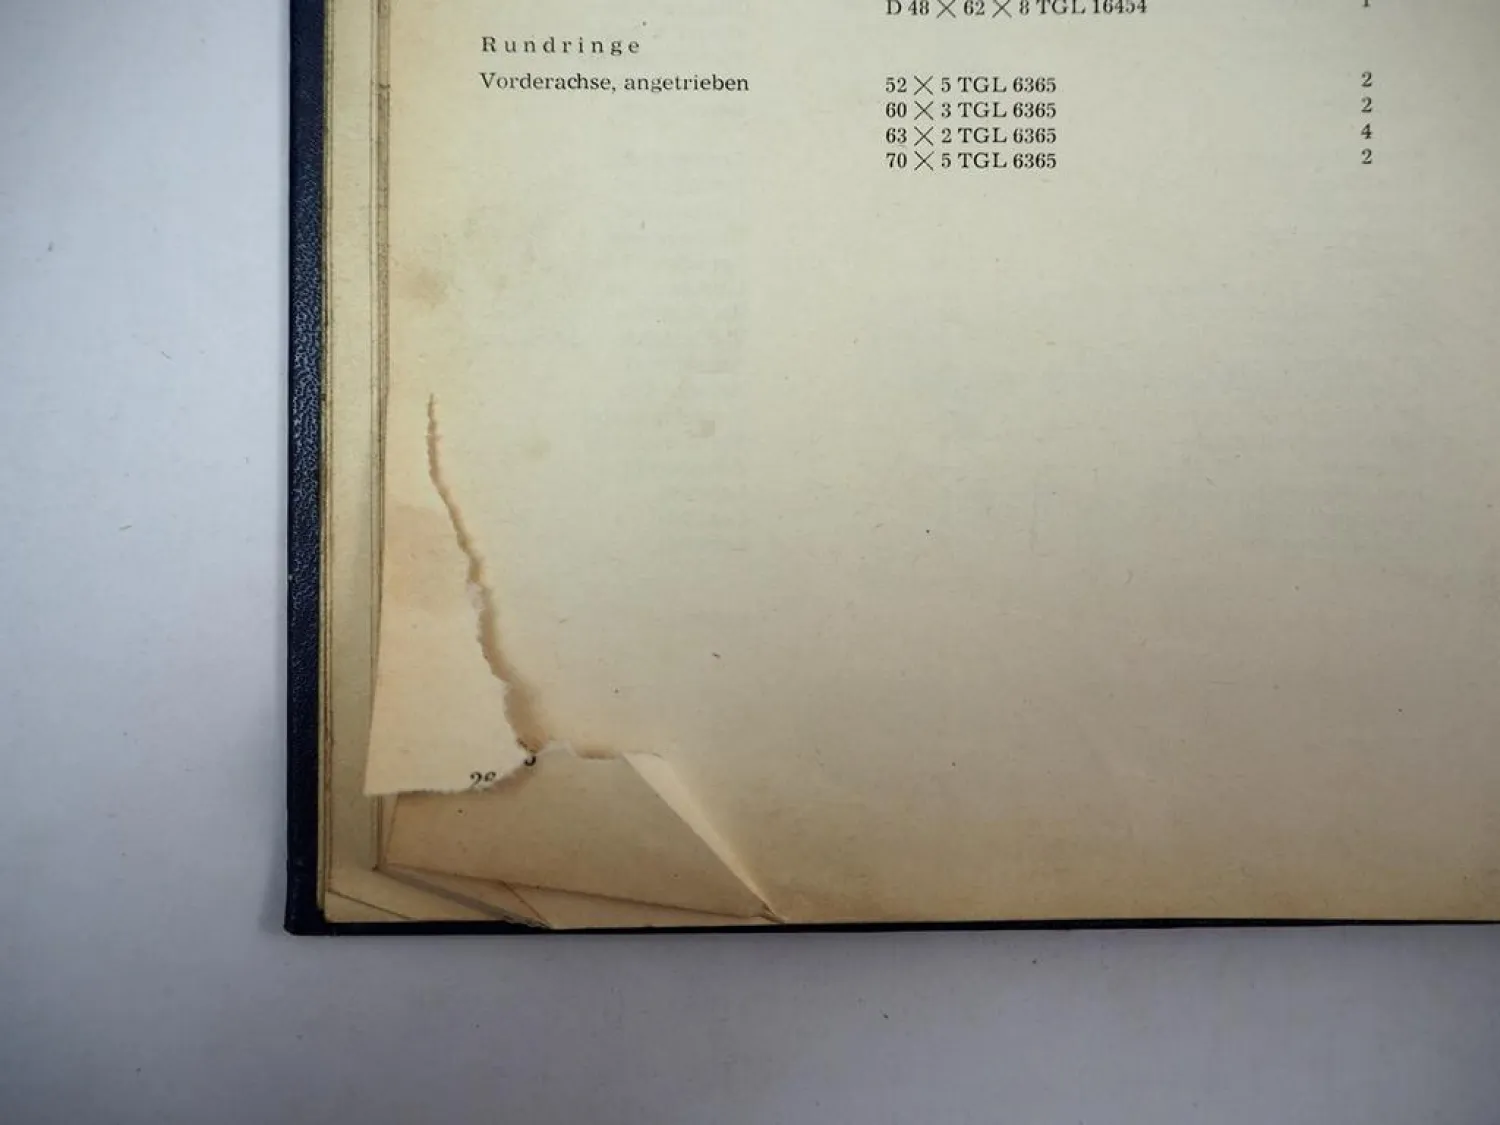 D 48 × 62 × 8 TGL 16454 1
Rundringe
Vorderachse, angetrieben 52 × 5 TGL 6365 2
60 × 3 TGL 6365 2
63 × 2 TGL 6365 4
70 × 5 TGL 6365 2